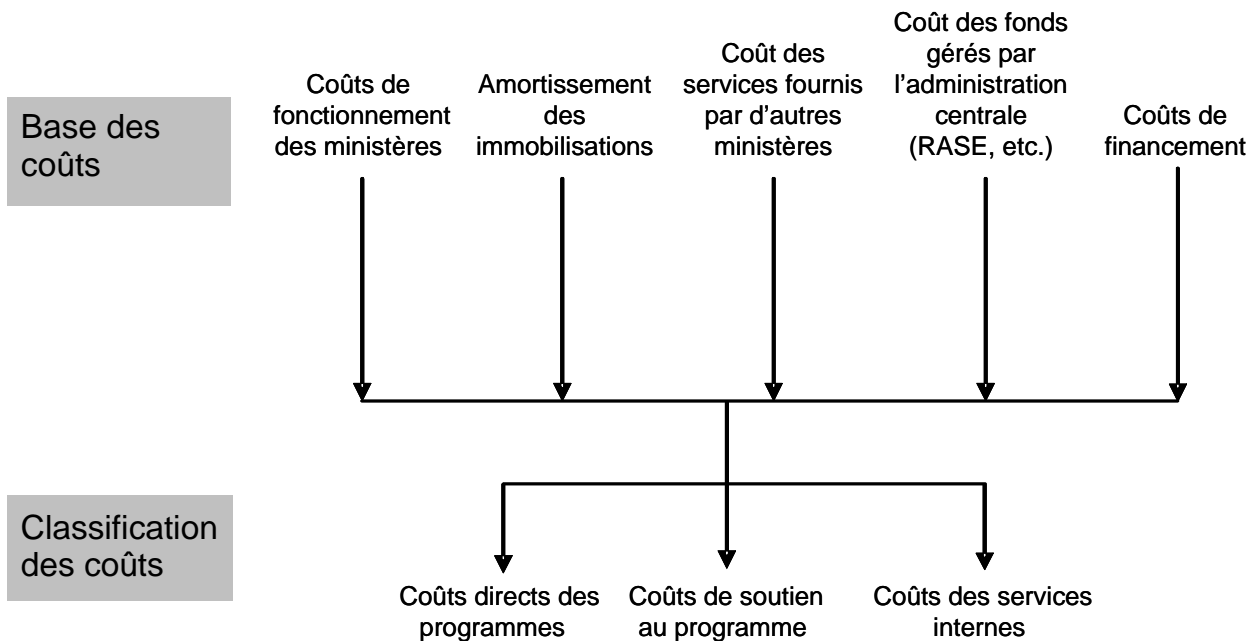 Base des
coûts
Coûts de
fonctionnement
des ministères
Amortissement
des
immobilisations
Coût des
services fournis
par d’autres
ministères
Coût des fonds
gérés par
l’administration
centrale
(RASE, etc.)
Coûts de
financement
Classification
des coûts
Coûts directs des
programmes
Coûts de soutien
au programme
Coûts des services
internes